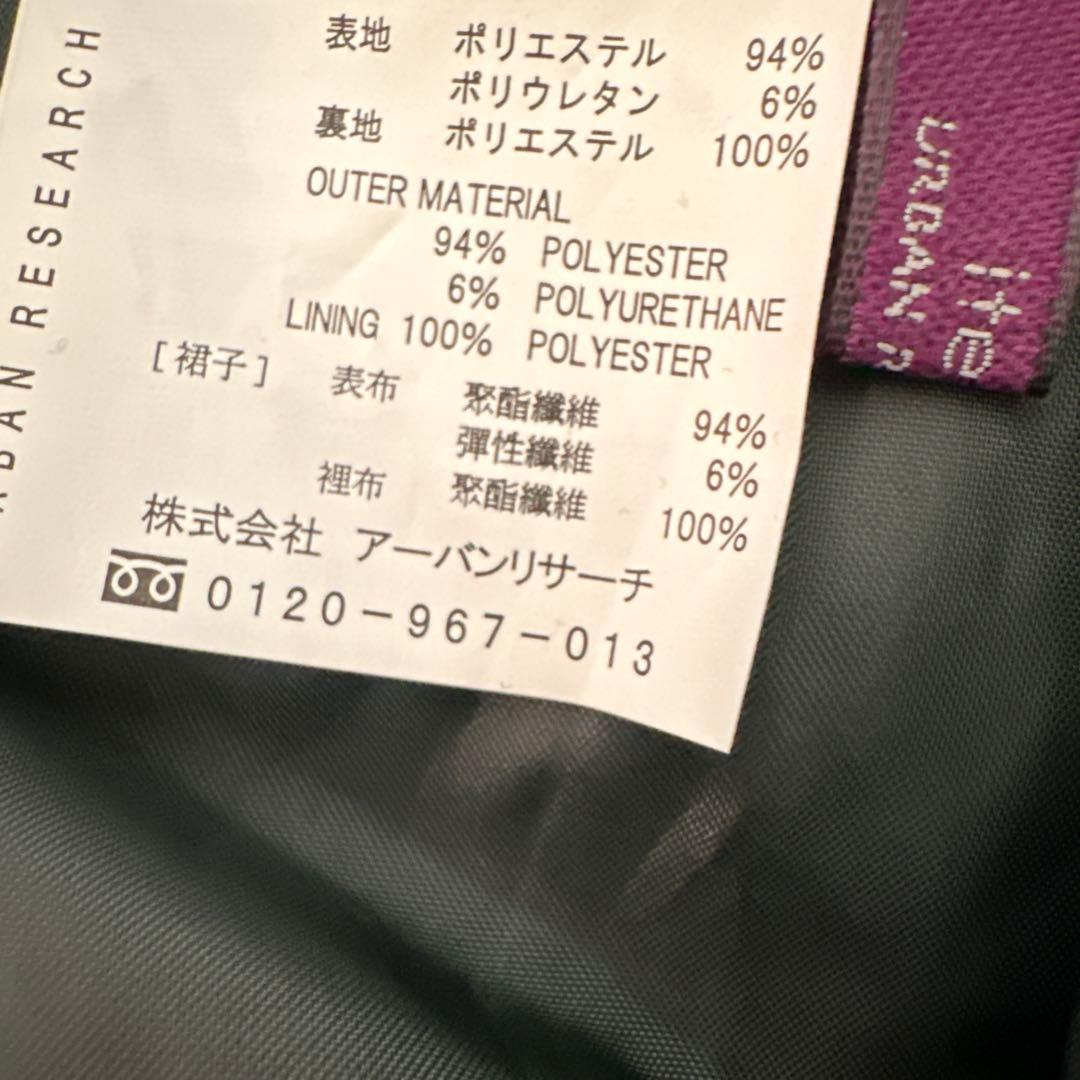 表地 ポリエステル 94%
ポリウレタン 6%
裏地 ポリエステル 100%
OUTER MATERIAL
94% POLYESTER
6% POLYURETHANE
LINING 100% POLYESTER
[裙子] 表布 聚酯纖維 94%
彈性纖維 6%
裡布 聚酯纖維 100%
株式会社 アーバンリサーチ
0120-967-013
RESEARCH
URBAN